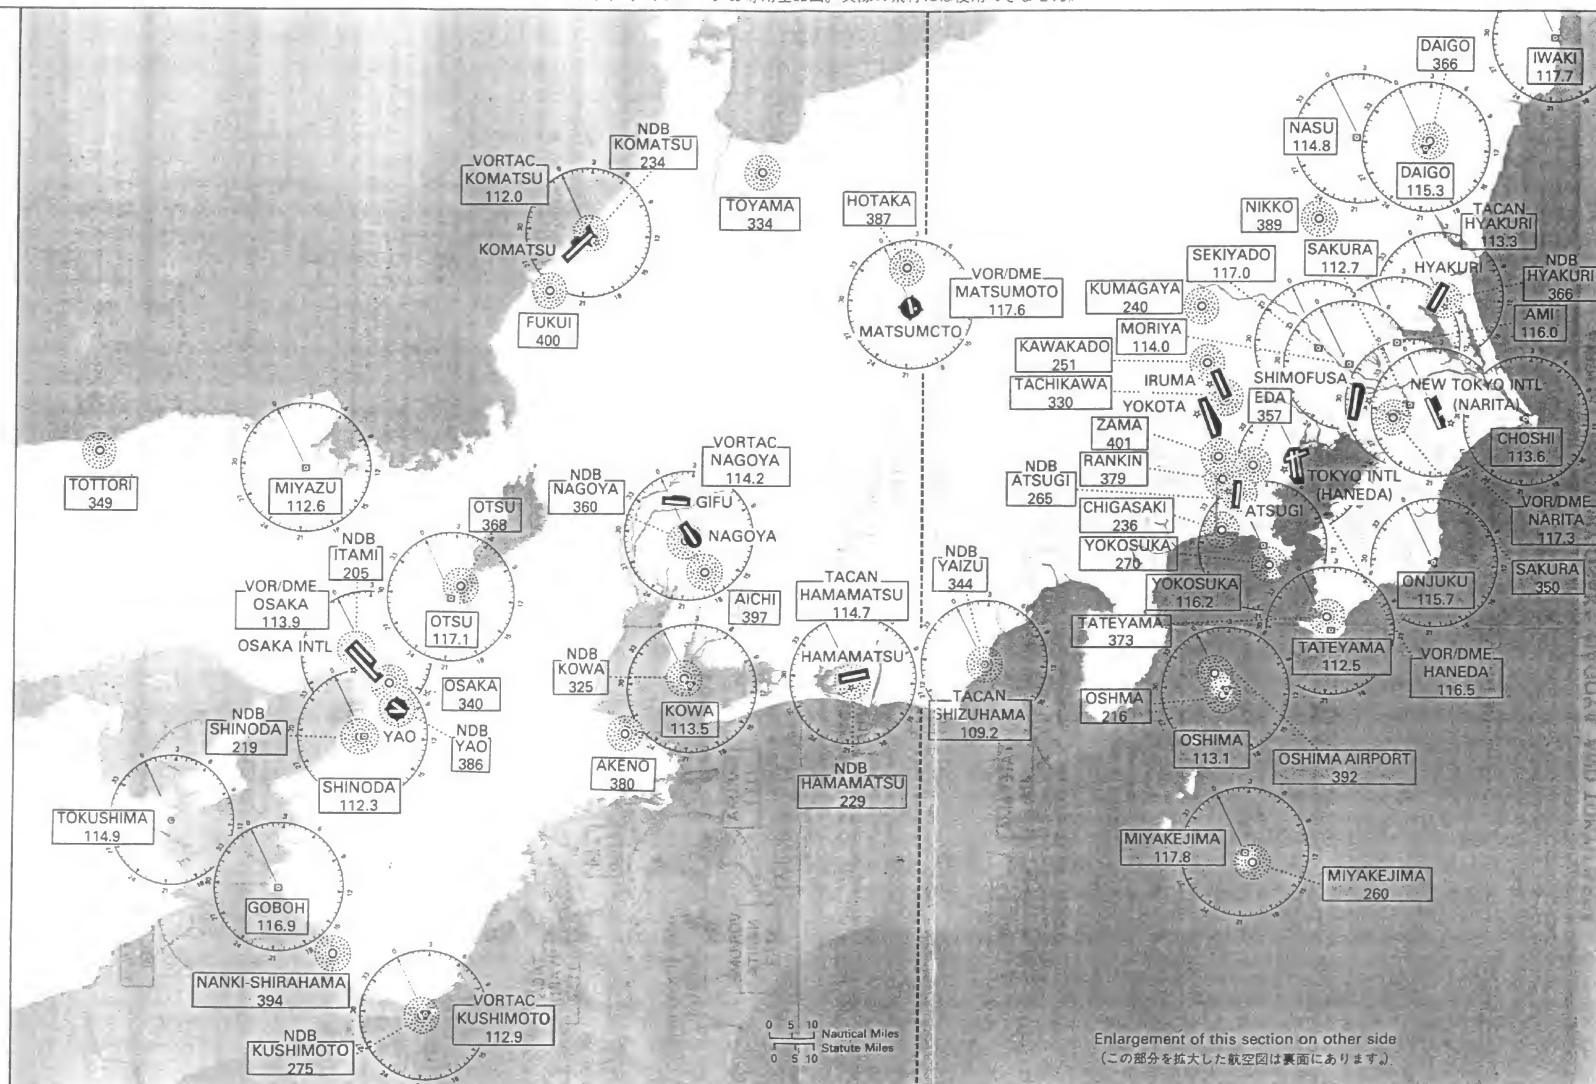 DAIGO
366
IWAKI
117.7
NDB
KOMATSU
234
VORTAC
KOMATSU
112.0
KOMATSU
FUKUI
400
TOYAMA
334
HOTAKA
387
VOR/DME
MATSUMOTO
117.6
MATSUMOTO
NASU
114.8
DAIGO
115.3
NIKKO
389
SAKURA
112.7
TACAN
HYAKURI
113.3
HYAKURI
NDB
HYAKURI
366
SEKIYADO
117.0
KUMAGAYA
240
MORIYA
114.0
AMI
116.0
KAWAKADO
251
TACHIKAWA
330
IRUMA
YOKOTA
SHIMOFUSA
EDA
357
NEW TOKYO INTL
(NARITA)
CHOSHI
113.6
ZAMA
401
RANKIN
379
NDB
ATSUGI
265
CHIGASAKI
236
ATSUGI
TOKYO INTL
(HANEDA)
VOR/DME
NARITA
117.3
YOKOSUKA
270
YOKOSUKA
116.2
ONJUKU
115.7
SAKURA
350
TATEYAMA
373
TATEYAMA
112.5
VOR/DME
HANEDA
116.5
TOTTORI
349
MIYAZU
112.6
NDB
ITAMI
205
OTSU
368
VOR/DME
OSAKA
113.9
OSAKA INTL
OTSU
117.1
OSAKA
340
NDB
SHINODA
219
YAO
NDB
YAO
386
SHINODA
112.3
NDB
NAGOYA
360
VORTAC
NAGOYA
114.2
GIFU
NAGOYA
AICHI
397
NDB
KOWA
325
KOWA
113.5
AKENO
380
TACAN
HAMAMATSU
114.7
HAMAMATSU
NDB
HAMAMATSU
229
NDB
YAIZU
344
TACAN
SHIZUHAMA
109.2
OSHMA
216
OSHIMA
113.1
OSHIMA AIRPORT
392
MIYAKEJIMA
117.8
MIYAKEJIMA
260
TOKUSHIMA
114.9
GOBOH
116.9
NANKI-SHIRAHAMA
394
NDB
KUSHIMOTO
275
VORTAC
KUSHIMOTO
112.9
0 5 10 Nautical Miles
Statute Miles
0 5 10
Enlargement of this section on other side
(この部分を拡大した航空図は裏面にあります。)